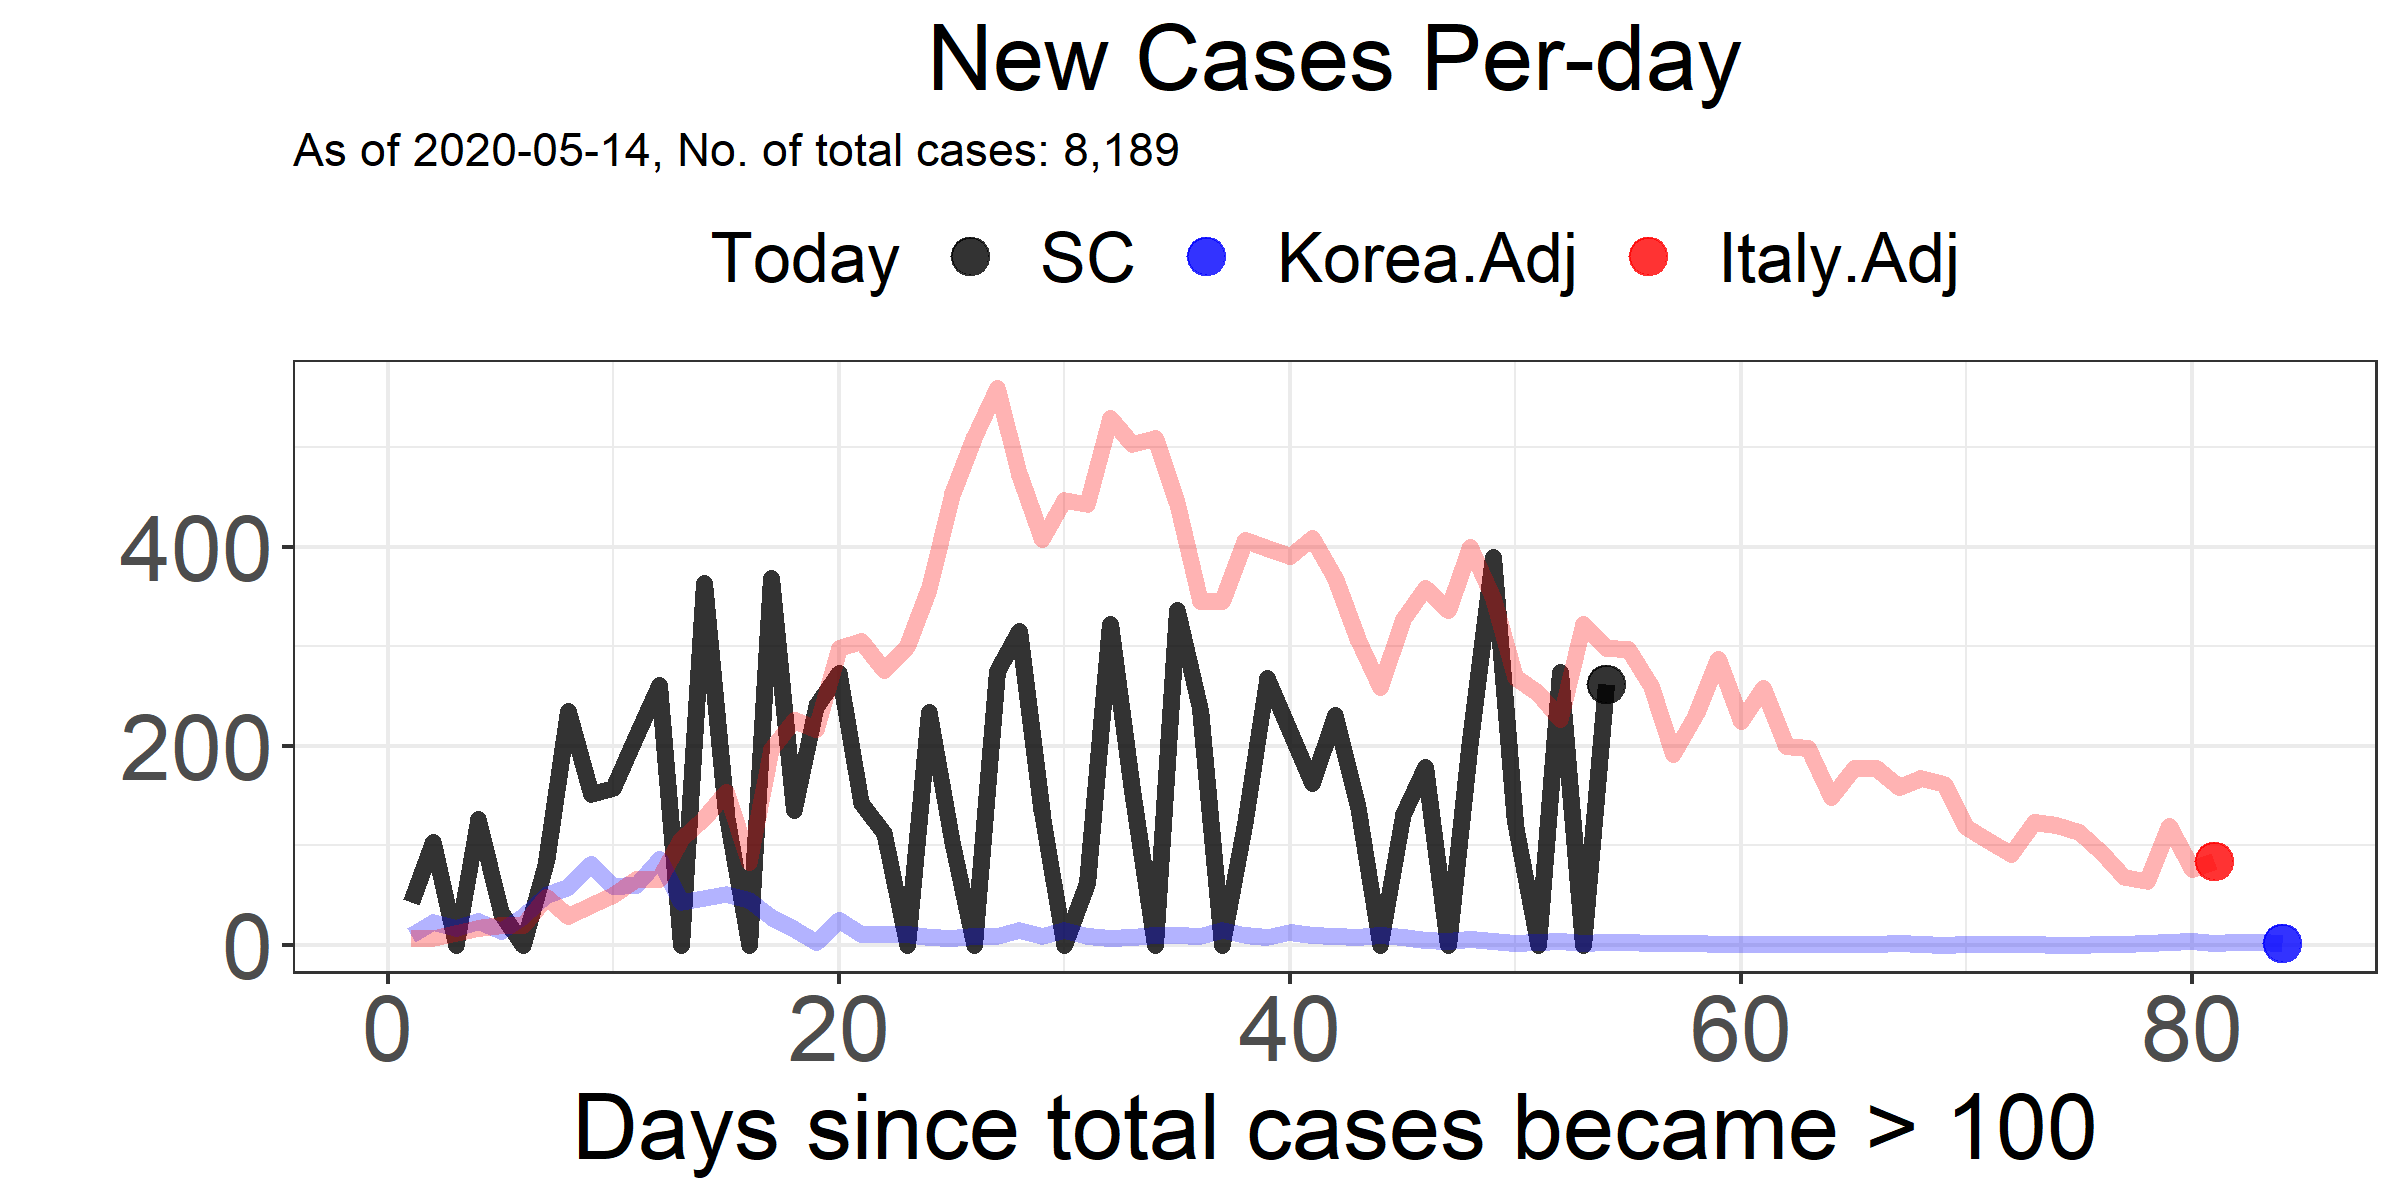 New Cases Per-day
As of 2020-05-14, No. of total cases: 8,189
Today SC Korea.Adj Italy.Adj
400
200
0
0 20 40 60 80
Days since total cases became > 100